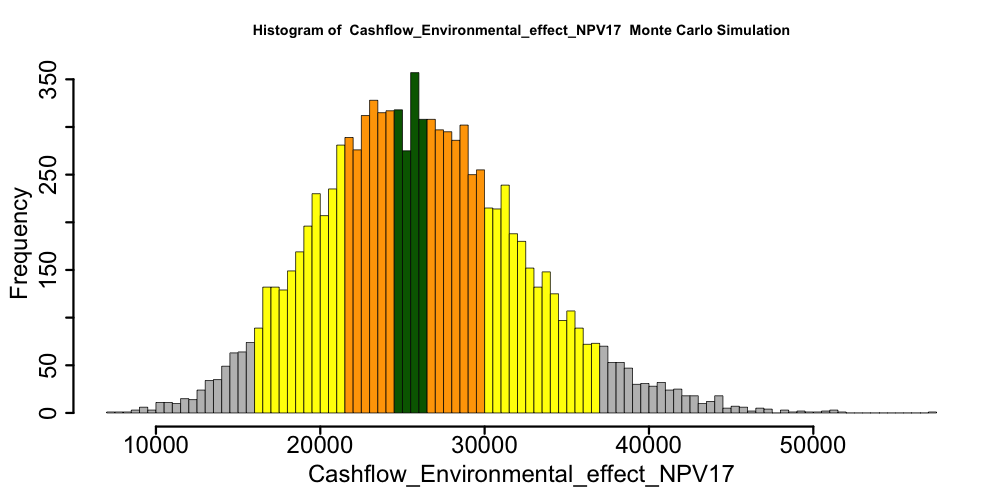 Histogram of  Cashflow_Environmental_effect_NPV17  Monte Carlo Simulation
350
250
150
50
0
Frequency
10000 20000 30000 40000 50000
Cashflow_Environmental_effect_NPV17